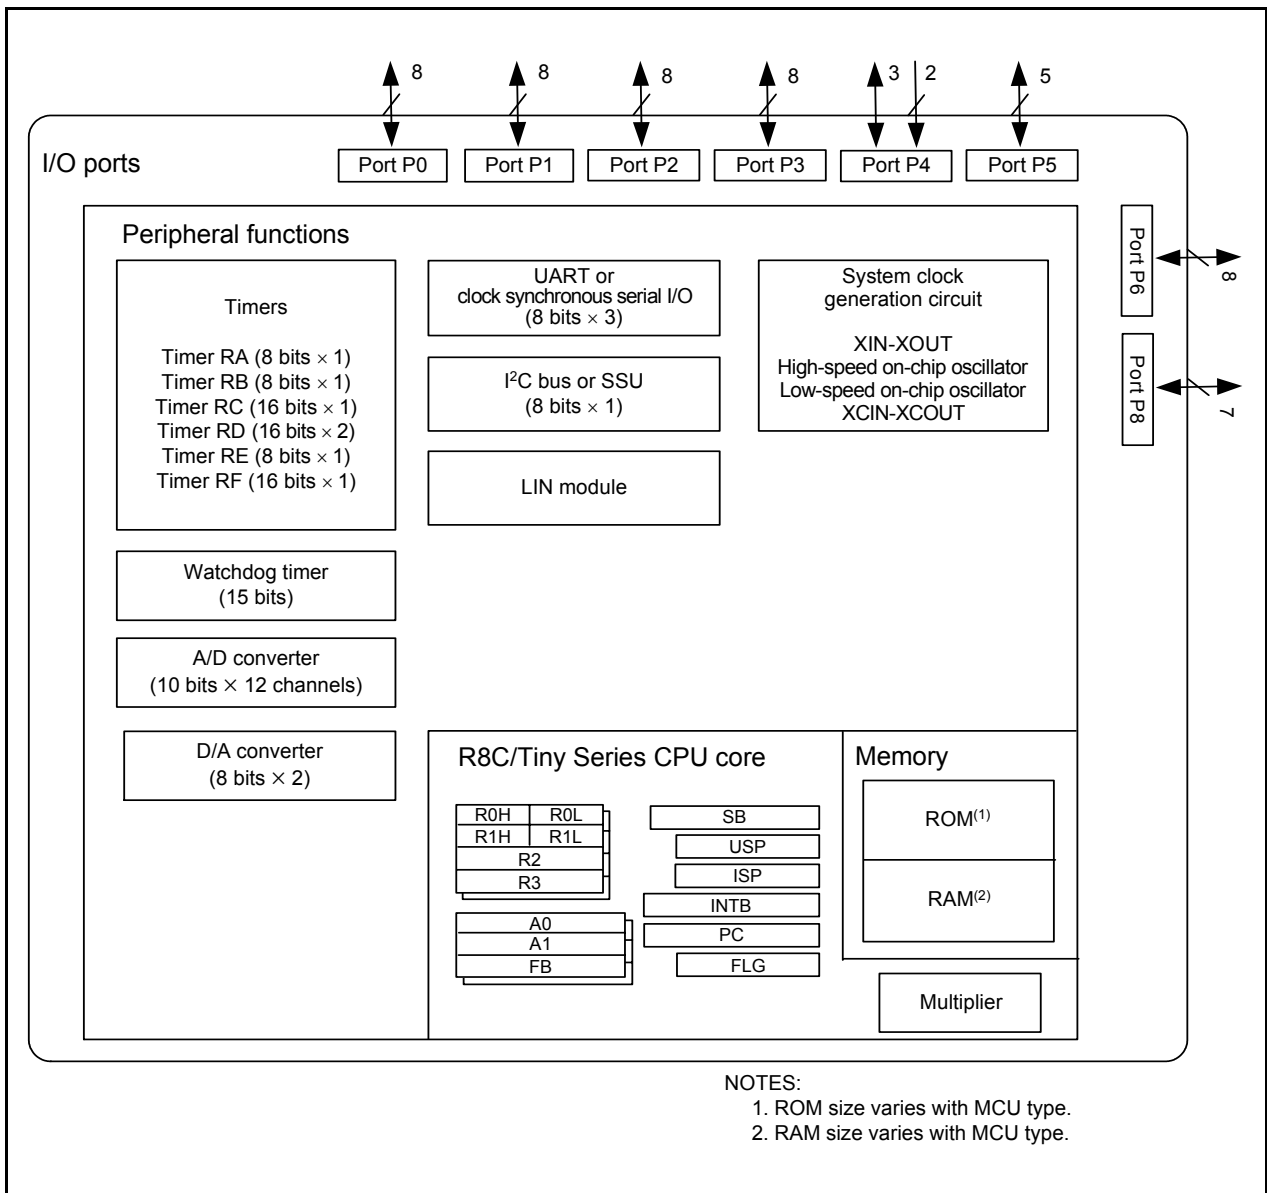 8
8
8
8
3
2
5
I/O ports
Port P0
Port P1
Port P2
Port P3
Port P4
Port P5
Port P6
8
Port P8
7
Peripheral functions
Timers
Timer RA (8 bits × 1)
Timer RB (8 bits × 1)
Timer RC (16 bits × 1)
Timer RD (16 bits × 2)
Timer RE (8 bits × 1)
Timer RF (16 bits × 1)
UART or
clock synchronous serial I/O
(8 bits × 3)
I²C bus or SSU
(8 bits × 1)
LIN module
System clock
generation circuit
XIN-XOUT
High-speed on-chip oscillator
Low-speed on-chip oscillator
XCIN-XCOUT
Watchdog timer
(15 bits)
A/D converter
(10 bits × 12 channels)
D/A converter
(8 bits × 2)
R8C/Tiny Series CPU core
R0H
R0L
R1H
R1L
R2
R3
A0
A1
FB
SB
USP
ISP
INTB
PC
FLG
Memory
ROM(1)
RAM(2)
Multiplier
NOTES:
1. ROM size varies with MCU type.
2. RAM size varies with MCU type.